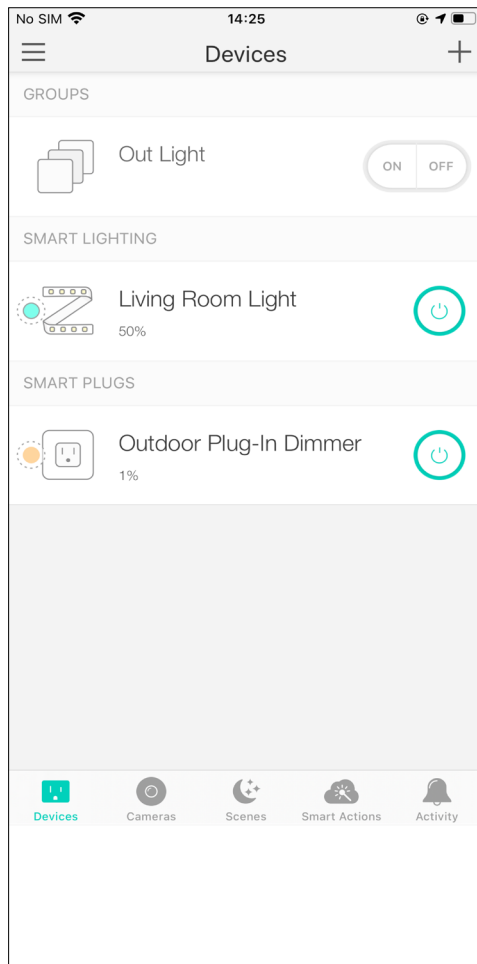 No SIM 14:25
Devices
GROUPS
Out Light
ON OFF
SMART LIGHTING
Living Room Light
50%
SMART PLUGS
Outdoor Plug-In Dimmer
1%
Devices Cameras Scenes Smart Actions Activity